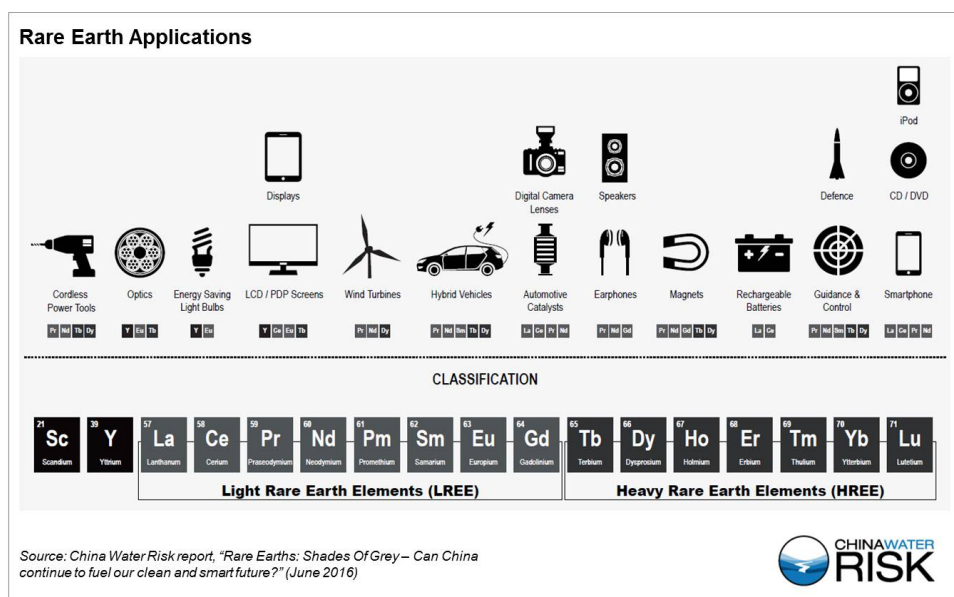 Rare Earth Applications
iPod
Displays
Digital Camera
Lenses
Speakers
Defence
CD / DVD
Cordless
Power Tools
Optics
Energy Saving
Light Bulbs
LCD / PDP Screens
Wind Turbines
Hybrid Vehicles
Automotive
Catalysts
Earphones
Magnets
Rechargeable
Batteries
Guidance &
Control
Smartphone
Pr Nd Tb Dy
Y Eu Tb
Y Eu
Y Ce Eu Tb
Pr Nd Dy
Pr Nd Bm Tb Dy
La Ce Pr Nd
Pr Nd Gd
Pr Nd Gd Tb Dy
La Ce
Pr Nd Bm Tb Dy
La Ce Pr Nd
CLASSIFICATION
21 39 57 58 59 60 61 62 63 64 65 66 67 68 69 70 71
Sc Y La Ce Pr Nd Pm Sm Eu Gd Tb Dy Ho Er Tm Yb Lu
Scandium Yttrium Lanthanum Cerium Praseodymium Neodymium Promethium Samarium Europium Gadolinium Terbium Dysprosium Holmium Erbium Thulium Ytterbium Lutetium
Light Rare Earth Elements (LREE)
Heavy Rare Earth Elements (HREE)
Source: China Water Risk report, “Rare Earths: Shades Of Grey – Can China
continue to fuel our clean and smart future?” (June 2016)
CHINAWATER
RISK